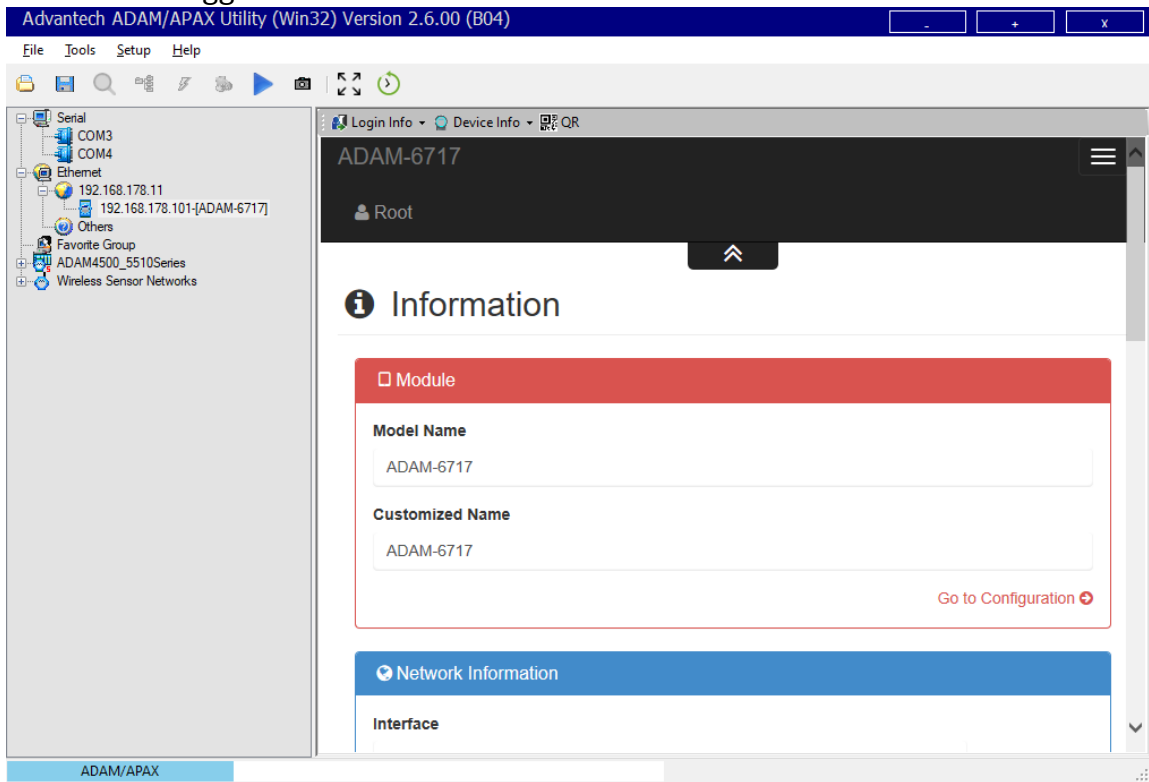 Advantech ADAM/APAX Utility (Win32) Version 2.6.00 (B04)
- + x
File Tools Setup Help
Serial
COM3
COM4
Ethernet
192.168.178.11
192.168.178.101-[ADAM-6717]
Others
Favorite Group
ADAM4500_5510Series
Wireless Sensor Networks
Login Info Device Info QR
ADAM-6717
Root
Information
Module
Model Name
ADAM-6717
Customized Name
ADAM-6717
Go to Configuration
Network Information
Interface
ADAM/APAX